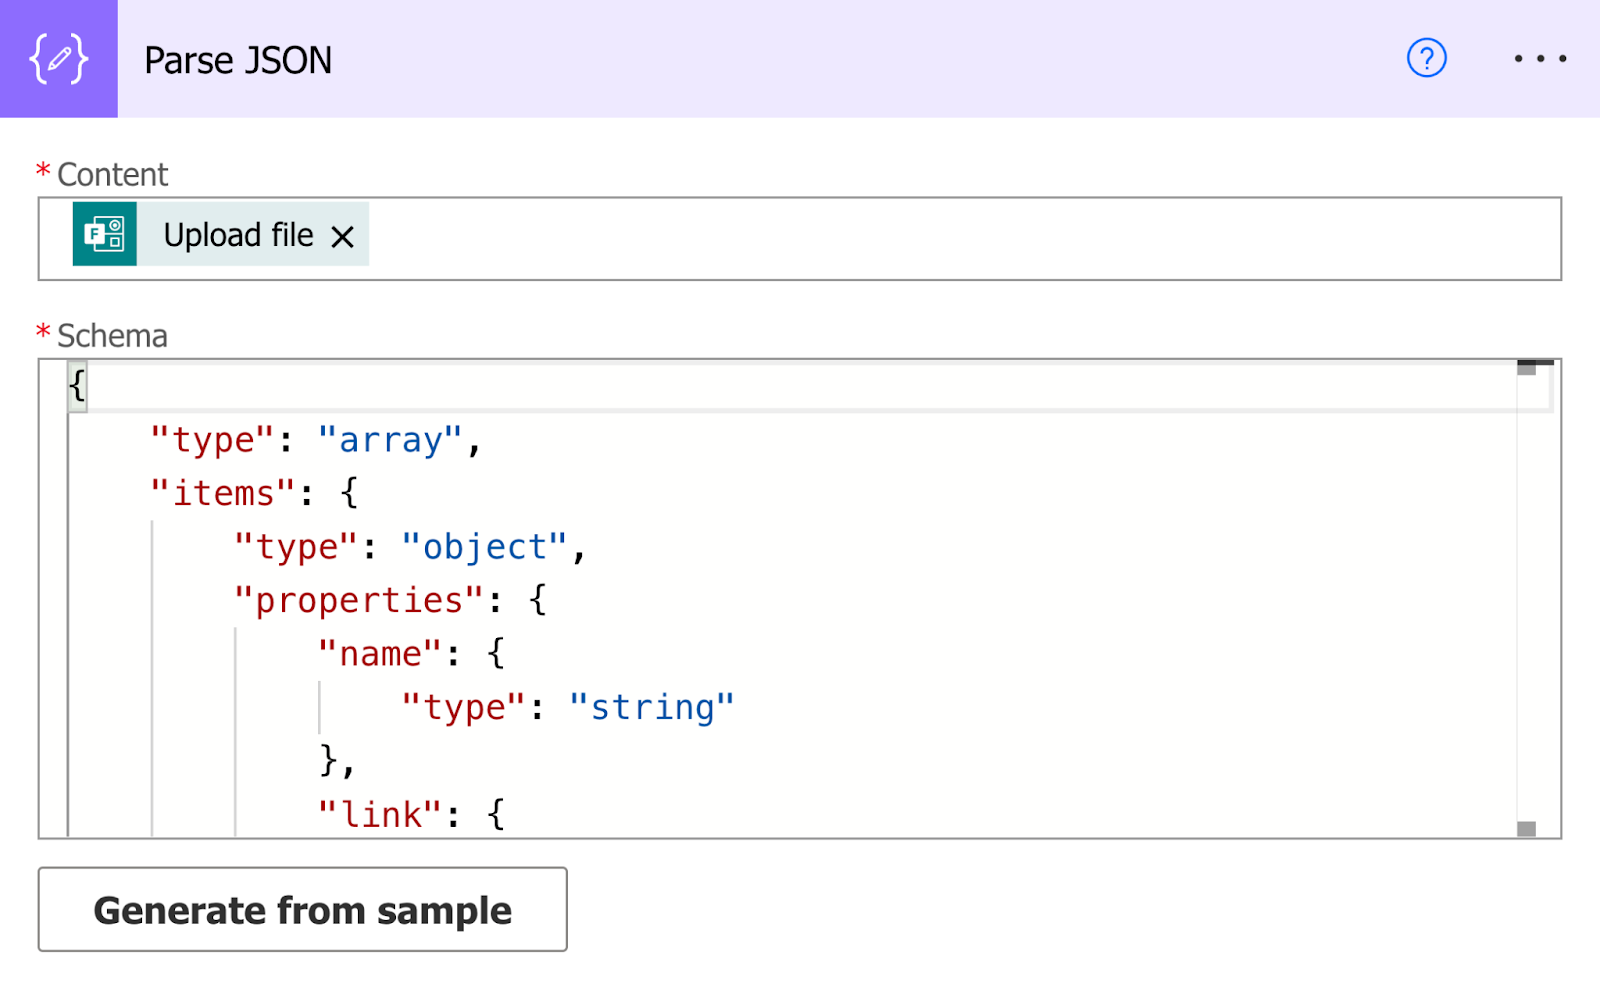 Parse JSON
?
* Content
F Upload file
* Schema
{
"type": "array",
"items": {
"type": "object",
"properties": {
"name": {
"type": "string"
},
"link": {
Generate from sample